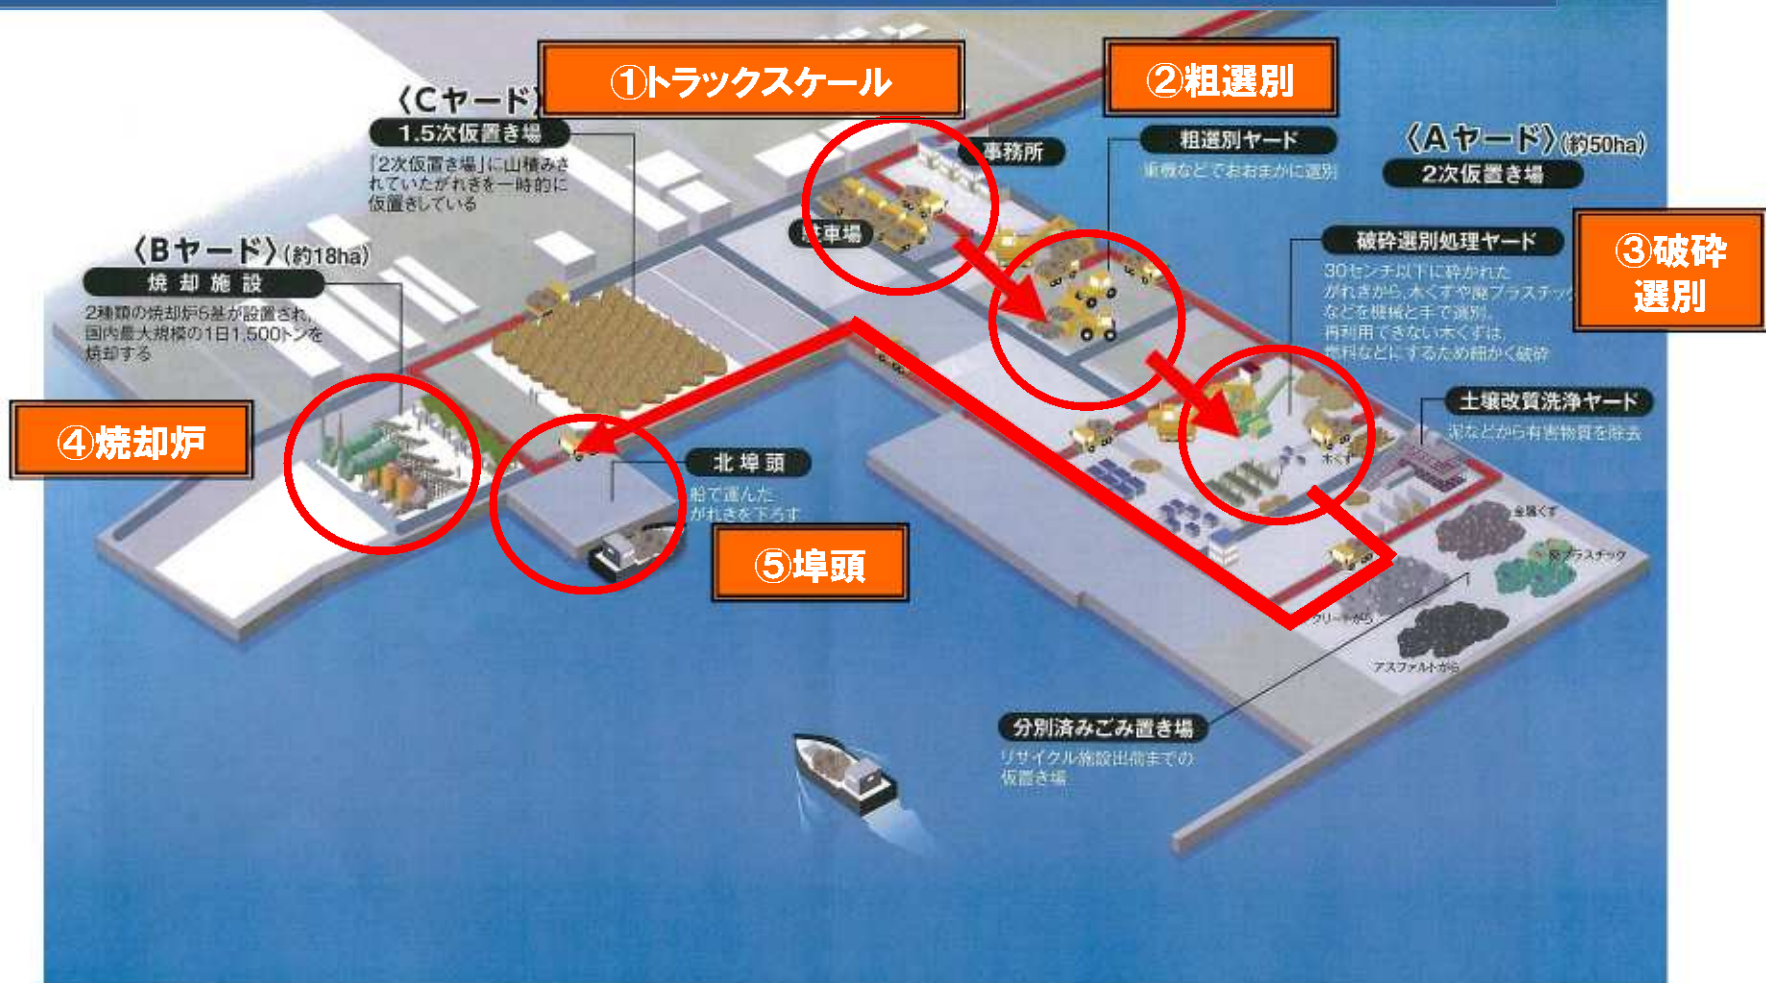 ①トラックスケール
②粗選別
〈Cヤード〉
1.5次仮置き場
「2次仮置き場」に山積みさ
れていたがれきを一時的に
仮置きしている
事務所
粗選別ヤード
重機などでおおまかに選別
〈Aヤード〉(約50ha)
2次仮置き場
駐車場
〈Bヤード〉(約18ha)
焼却施設
2種類の焼却炉5基が設置され、
国内最大規模の1日1,500トンを
焼却する
破砕選別処理ヤード
30センチ以下に砕かれた
がれきから、木くずや廃プラスチック
などを機械と手で選別。
再利用できない木くずは、
燃料などにするため細かく破砕
③破砕
選別
土壌改質洗浄ヤード
泥などから有害物質を除去
④焼却炉
木くず
北埠頭
船で運んだ
がれきを下ろす
⑤埠頭
金属くず
廃プラスチック
クリートがら
アスファルトがら
分別済みごみ置き場
リサイクル施設出荷までの
仮置き場